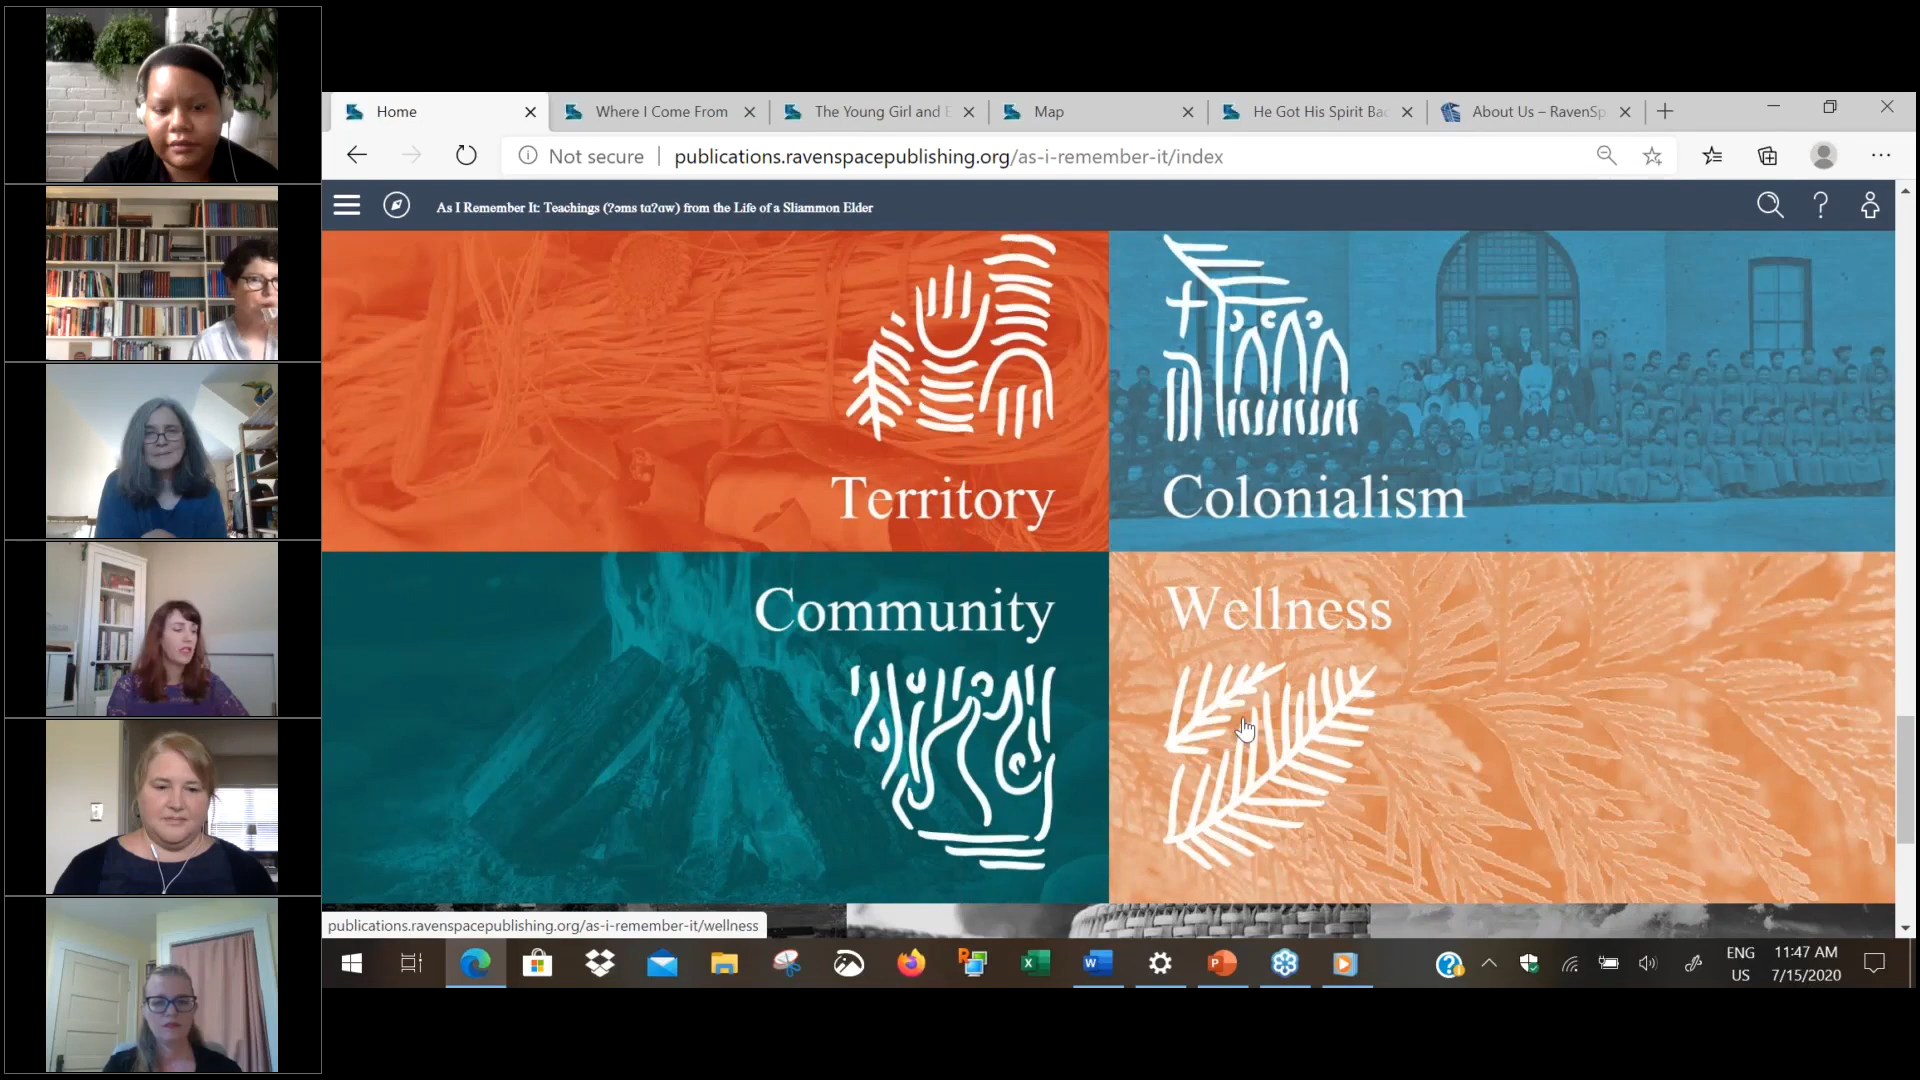 Home
Where I Come From
The Young Girl and E
Map
He Got His Spirit Bac
About Us – RavenSp
Not secure
publications.ravenspacepublishing.org/as-i-remember-it/index
As I Remember It: Teachings (ʔəms tɑʔɑw) from the Life of a Sliammon Elder
Territory
Colonialism
Community
Wellness
publications.ravenspacepublishing.org/as-i-remember-it/wellness
ENG
US
11:47 AM
7/15/2020